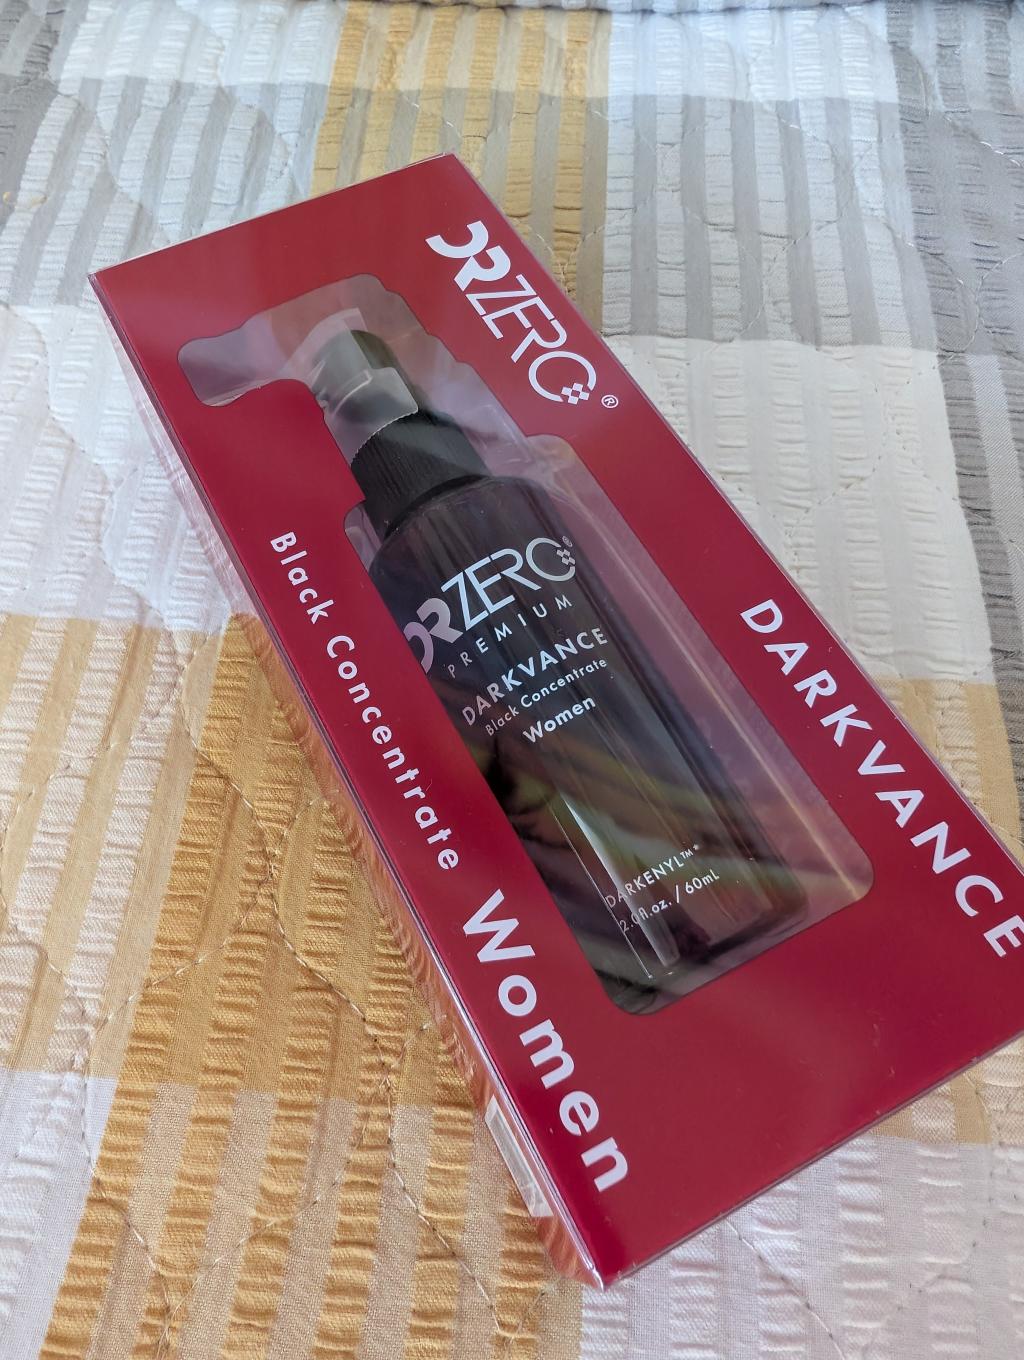 DRZERO®
DARKVANCE
Black Concentrate Women
DRZERO®
PREMIUM
DARKVANCE
Black Concentrate
Women
DARKENYL™*
2.0fl.oz. / 60mL